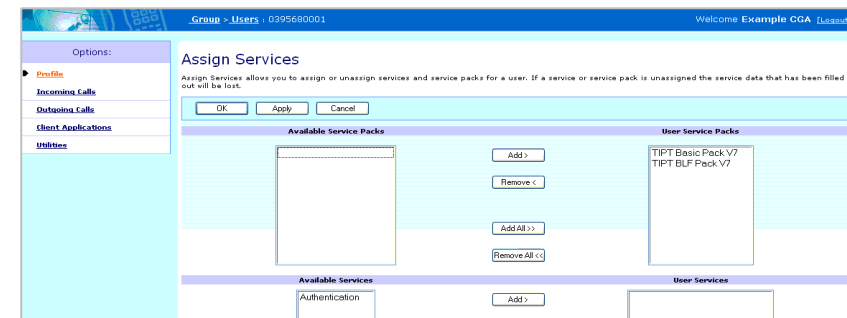 Group > Users : 0395680001
Welcome Example CGA [Logout
Options:
Profile
Incoming Calls
Outgoing Calls
Client Applications
Utilities
Assign Services
Assign Services allows you to assign or unassign services and service packs for a user. If a service or service pack is unassigned the service data that has been filled
out will be lost.
OK Apply Cancel
Available Service Packs User Service Packs
Add >
Remove <
Add All >>
Remove All <<
TIPT Basic Pack V7
TIPT BLF Pack V7
Available Services User Services
Authentication
Add >